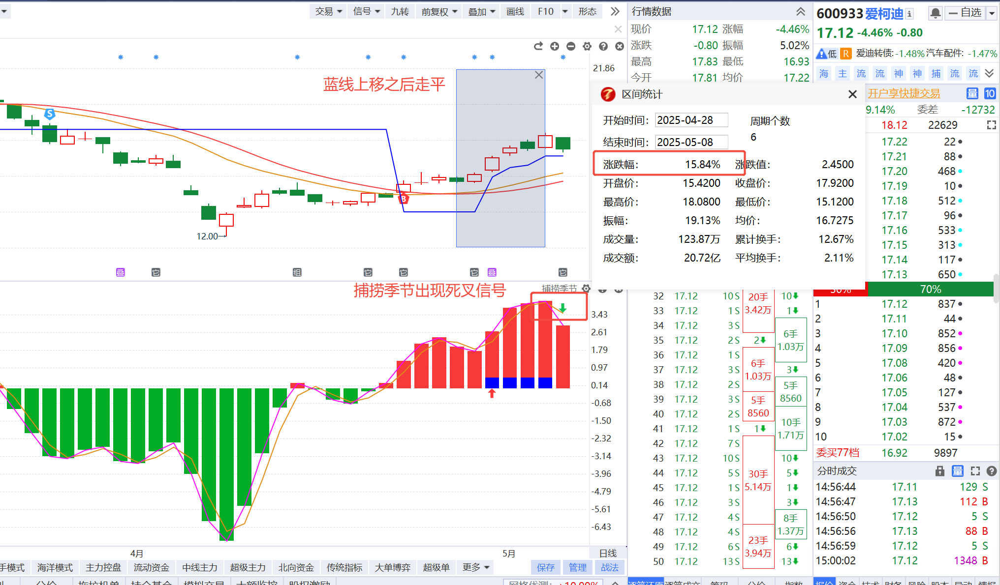 交易 信号 九转 前复权 叠加 画线 F10 形态
行情数据
现价 17.12 涨幅 -4.46%
涨跌 -0.80 振幅 5.02%
最高 17.83 最低 16.93
今开 17.81 均价 17.22
600933 爱柯迪
自选
17.12 -4.46% -0.80
低 R 爱迪转债: -1.48% 汽车配件: -1.47%
海 主 流 流 神 神 捕 流 流
开户享快捷交易 量 10
9.14% 委差 -12732
18.12 22629
17.22 22
17.21 88
17.20 468
17.19 10
17.18 512
17.17 96
17.16 533
17.15 313
17.14 117
17.13 650
70%
1 17.12 837
2 17.11 44
3 17.10 852
4 17.09 856
5 17.08 420
6 17.06 48
7 17.05 127
8 17.04 537
9 17.03 872
10 17.02 15
委买77档 16.92 9897
分时成交 量
14:56:44 17.11 129 S
14:56:47 17.13 112 B
14:56:50 17.12 5 S
14:56:56 17.13 88 B
14:56:59 17.12 5 S
15:00:02 17.12 1348 B
区间统计
开始时间: 2025-04-28 周期个数
6
结束时间: 2025-05-08
涨跌幅: 15.84% 涨跌值: 2.4500
开盘价: 15.4200 收盘价: 17.9200
最高价: 18.0800 最低价: 15.1200
振幅: 19.13% 均价: 16.7275
成交量: 123.87万 累计换手: 12.67%
成交额: 20.72亿 平均换手: 2.11%
21.86
蓝线上移之后走平
S
B
12.00→
叠 它 组 它 它 它 叠 它
捕捞季节出现死叉信号
捕捞季节
3.43
2.61
1.79
0.97
0.14
-0.68
-1.50
-2.32
-3.14
-3.96
-4.79
-5.61
-6.43
4月 5月 日线
32 17.12 10 S
33 17.12 1 S
34 17.12 3 S
35 17.12 2 S
36 17.12 1 S
37 17.12 3 S
38 17.12 2 S
39 17.12 3 S
40 17.12 2 S
41 17.12 1 S
42 17.12 7 S
43 17.12 10 S
44 17.12 5 S
45 17.12 1 S
46 17.12 3 S
47 17.12 4 S
48 17.12 4 S
49 17.12 6 S
50 17.12 13 S
20手
3.42万
2
6手
1.03万
5手
8560
1
30手
5.14万
23手
3.94万
10
1
6手
1.03万
3
5手
8560
10手
1.71万
10
5
1
3
8手
1.37万
6
13
手模式 海洋模式 主力控盘 流动资金 中线主力 超级主力 北向资金 传统指标 大单博弈 超级单 更多 保存 管理 战法